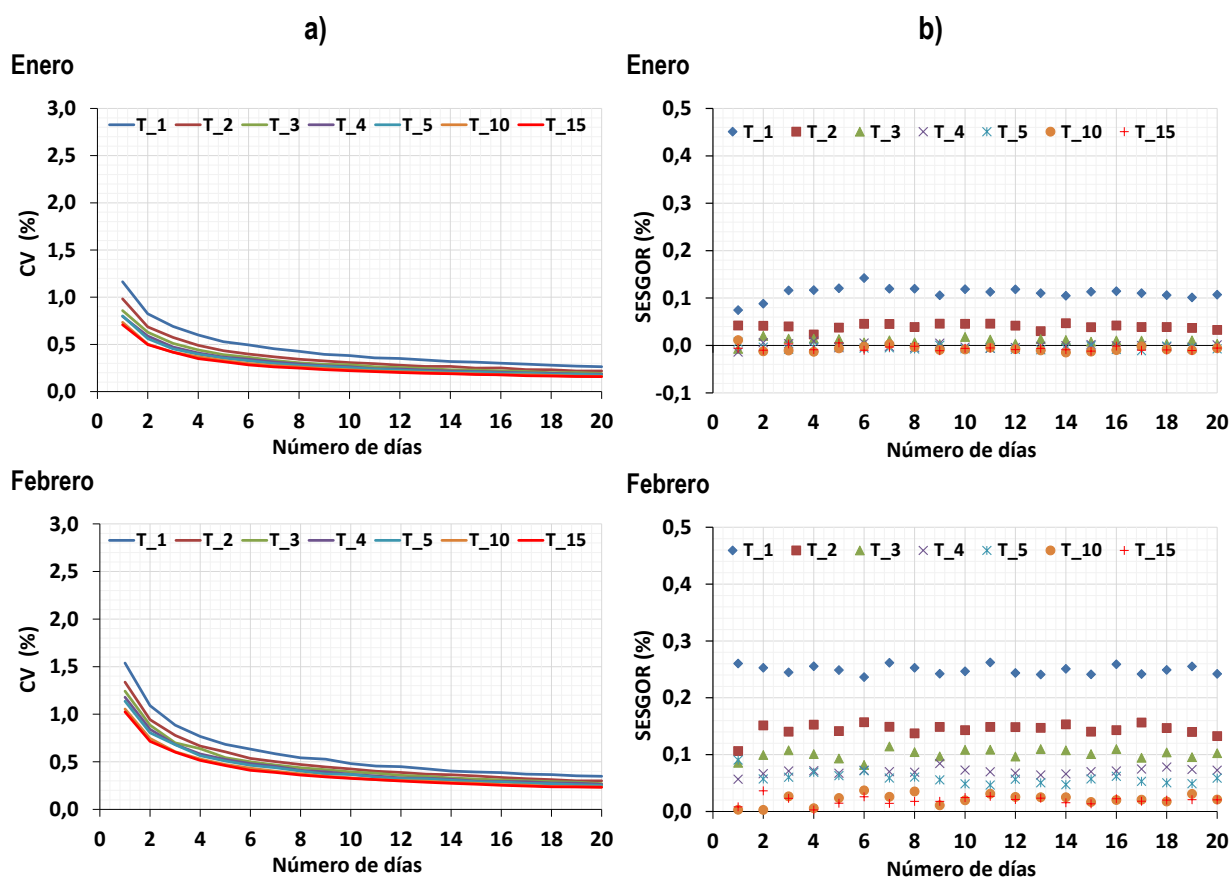 a)
b)
Enero
3,0
2,5
2,0
1,5
1,0
0,5
0,0
CV (%)
T_1 T_2 T_3 T_4 T_5 T_10 T_15
0 2 4 6 8 10 12 14 16 18 20
Número de días
Enero
0,5
0,4
0,3
0,2
0,1
0,0
-0,1
SESGOR (%)
T_1 T_2 T_3 T_4 T_5 T_10 T_15
0 2 4 6 8 10 12 14 16 18 20
Número de días
Febrero
3,0
2,5
2,0
1,5
1,0
0,5
0,0
CV (%)
T_1 T_2 T_3 T_4 T_5 T_10 T_15
0 2 4 6 8 10 12 14 16 18 20
Número de días
Febrero
0,5
0,4
0,3
0,2
0,1
0,0
SESGOR (%)
T_1 T_2 T_3 T_4 T_5 T_10 T_15
0 2 4 6 8 10 12 14 16 18 20
Número de días